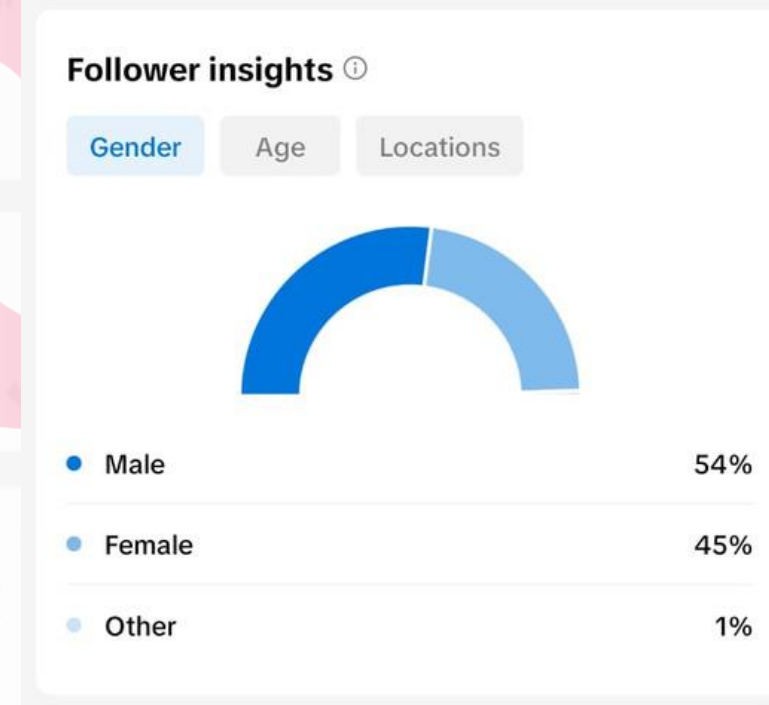 Follower insights
Gender Age Locations
Male 54%
Female 45%
Other 1%